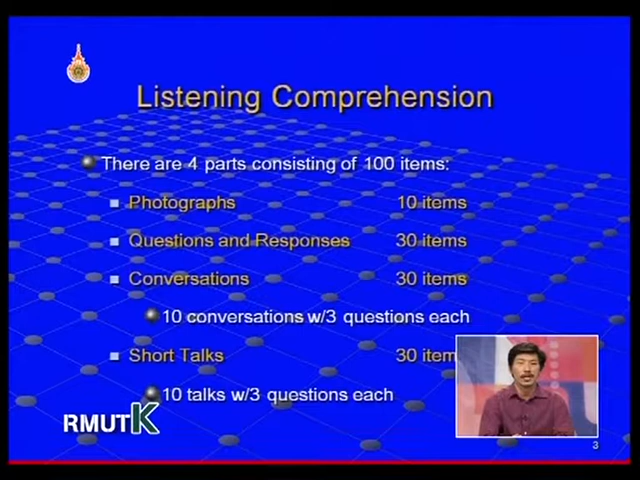 Listening Comprehension
There are 4 parts consisting of 100 items:
Photographs 10 items
Questions and Responses 30 items
Conversations 30 items
10 conversations w/3 questions each
Short Talks 30 item
10 talks w/3 questions each
RMUTK
3